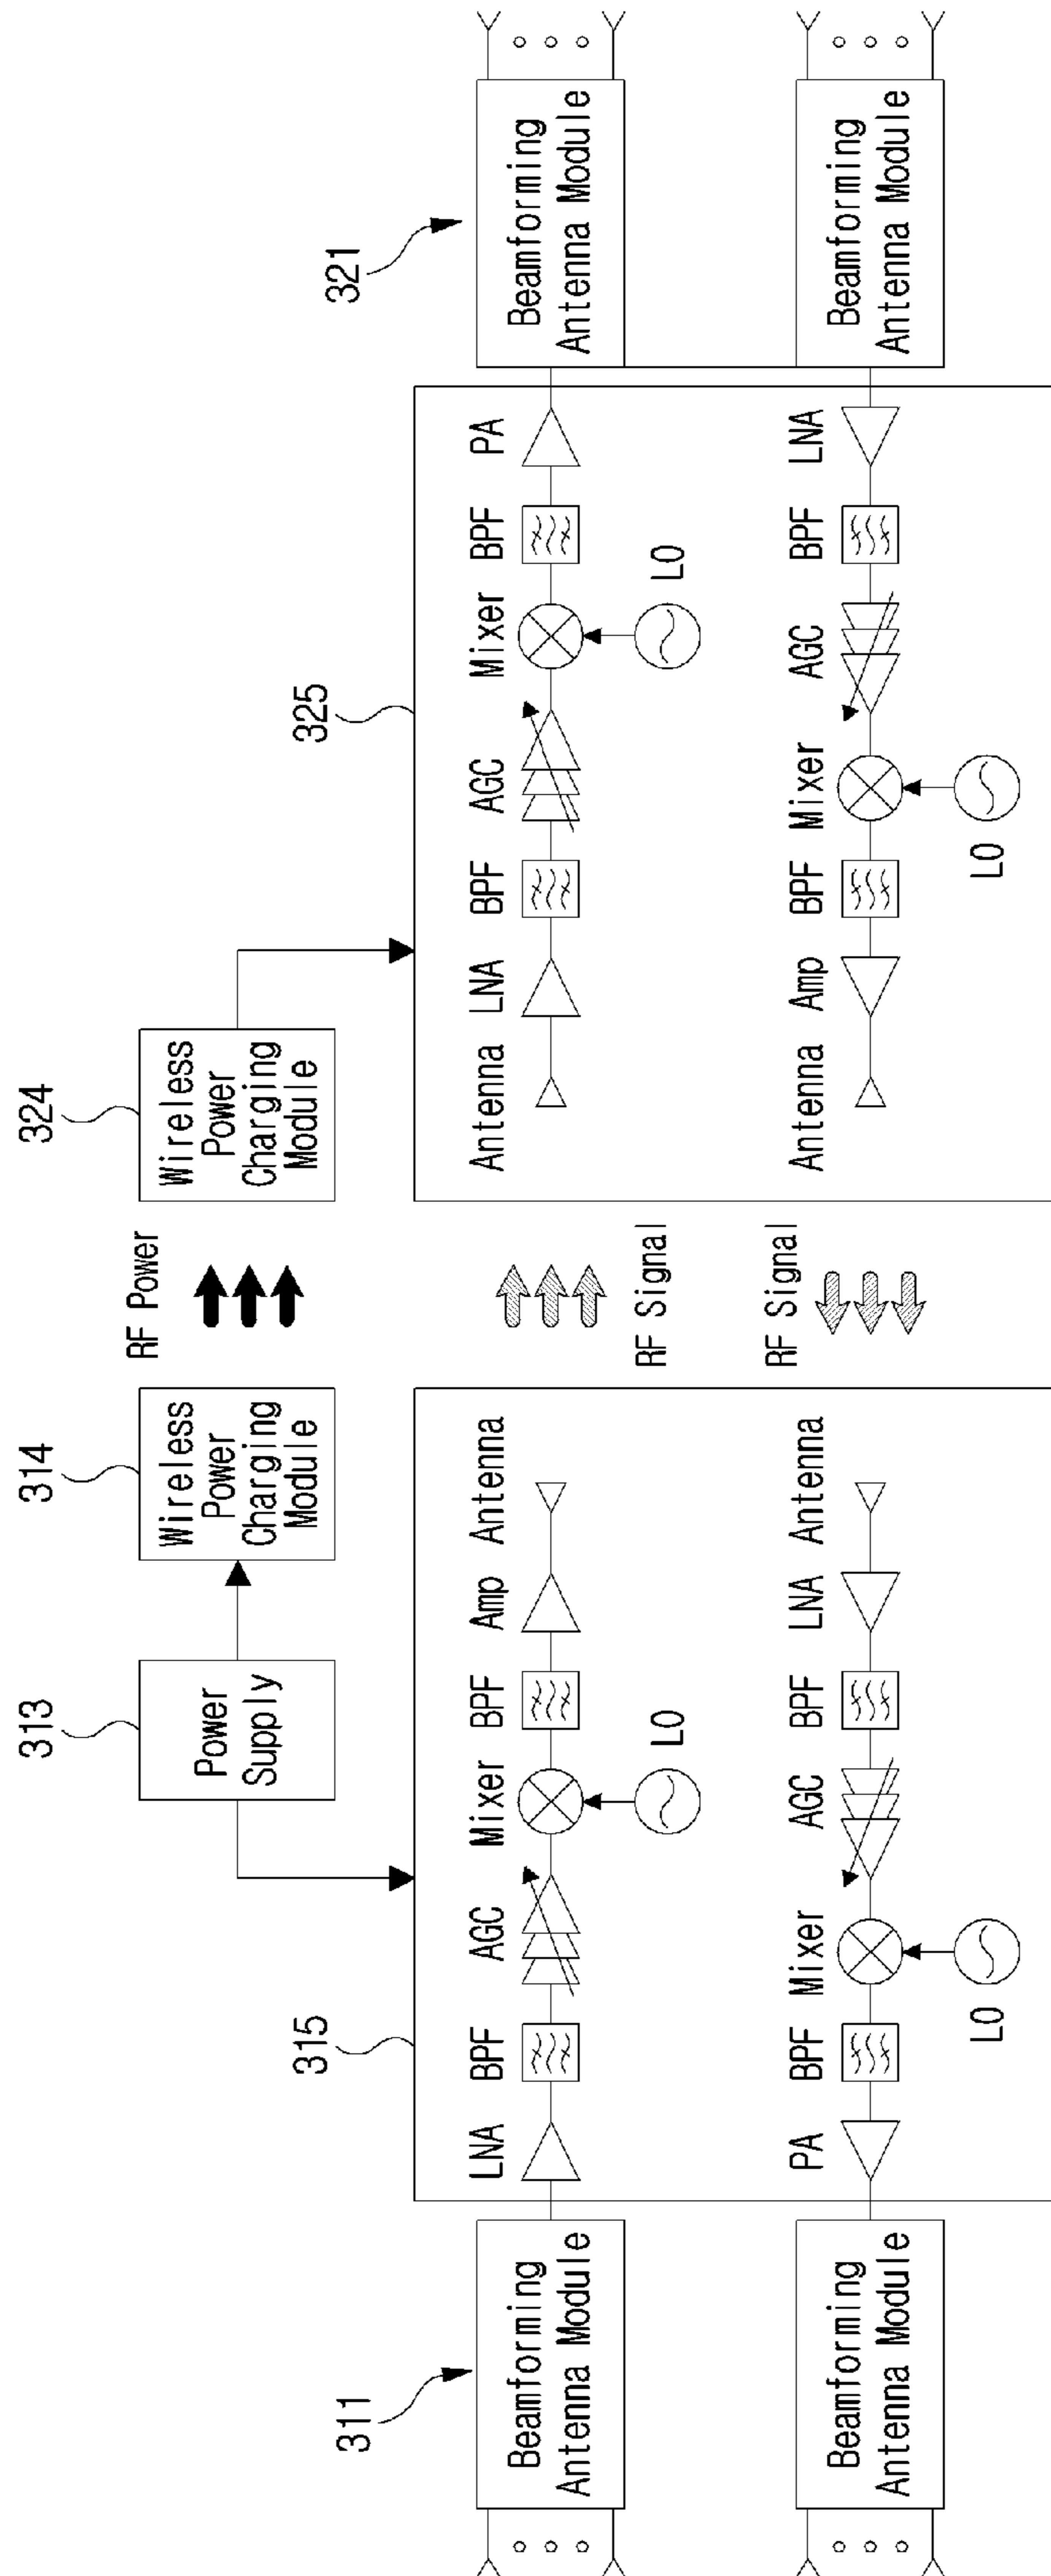 313
314
324
Power
Supply
Wireless
Power
Charging
Module
RF Power
Wireless
Power
Charging
Module
311
315
325
321
Beamforming
Antenna Module
LNA
BPF
AGC
Mixer
BPF
Amp
Antenna
LO
RF Signal
Antenna
LNA
BPF
AGC
Mixer
BPF
PA
LO
Beamforming
Antenna Module
Beamforming
Antenna Module
PA
BPF
Mixer
AGC
BPF
LNA
Antenna
LO
RF Signal
Antenna
Amp
BPF
Mixer
AGC
BPF
LNA
LO
Beamforming
Antenna Module